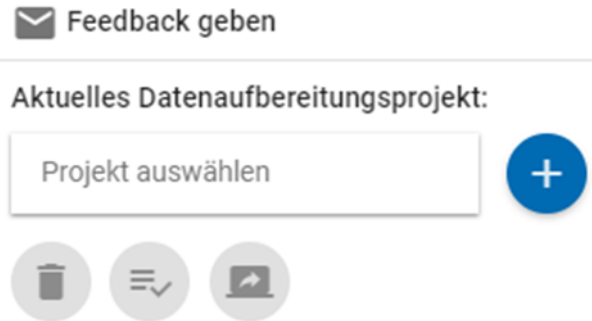 Feedback geben
Aktuelles Datenaufbereitungsprojekt:
Projekt auswählen